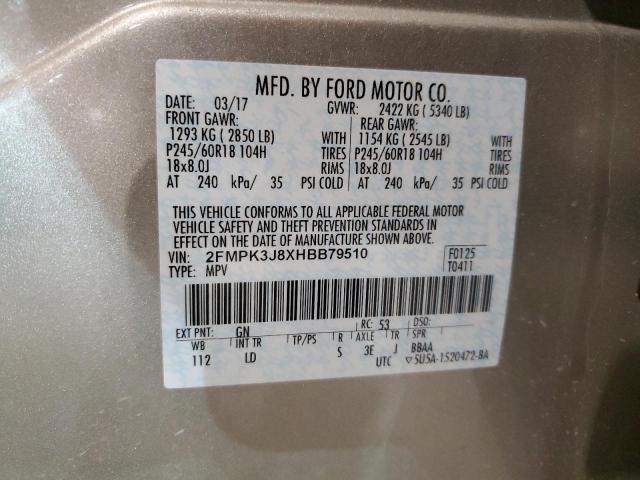 MFD. BY FORD MOTOR CO.
DATE: 03/17 GVWR: 2422 KG ( 5340 LB)
FRONT GAWR: REAR GAWR:
1293 KG ( 2850 LB) WITH 1154 KG ( 2545 LB) WITH
P245/60R18 104H TIRES P245/60R18 104H TIRES
18x8.0J RIMS 18x8.0J RIMS
AT 240 kPa/ 35 PSI COLD AT 240 kPa/ 35 PSI COLD
THIS VEHICLE CONFORMS TO ALL APPLICABLE FEDERAL MOTOR
VEHICLE SAFETY AND THEFT PREVENTION STANDARDS IN
EFFECT ON THE DATE OF MANUFACTURE SHOWN ABOVE.
VIN: 2FMPK3J8XHBB79510 F0125
TYPE: MPV T0411
EXT PNT: GN RC: 53 DSO:
WB INT TR TP/PS R AXLE TR SPR
112 LD S 3E J BBAA
UTC ▽5U5A-1520472-BA